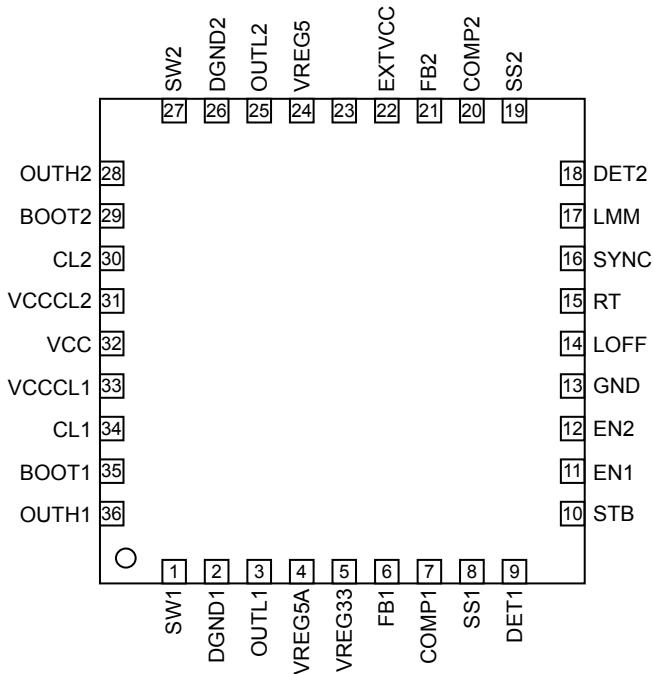 SW2 DGND2 OUTL2 VREG5 EXTVCC FB2 COMP2 SS2
27 26 25 24 23 22 21 20 19
OUTH2 28 18 DET2
BOOT2 29 17 LMM
CL2 30 16 SYNC
VCCCL2 31 15 RT
VCC 32 14 LOFF
VCCCL1 33 13 GND
CL1 34 12 EN2
BOOT1 35 11 EN1
OUTH1 36 10 STB
1 2 3 4 5 6 7 8 9
SW1 DGND1 OUTL1 VREG5A VREG33 FB1 COMP1 SS1 DET1